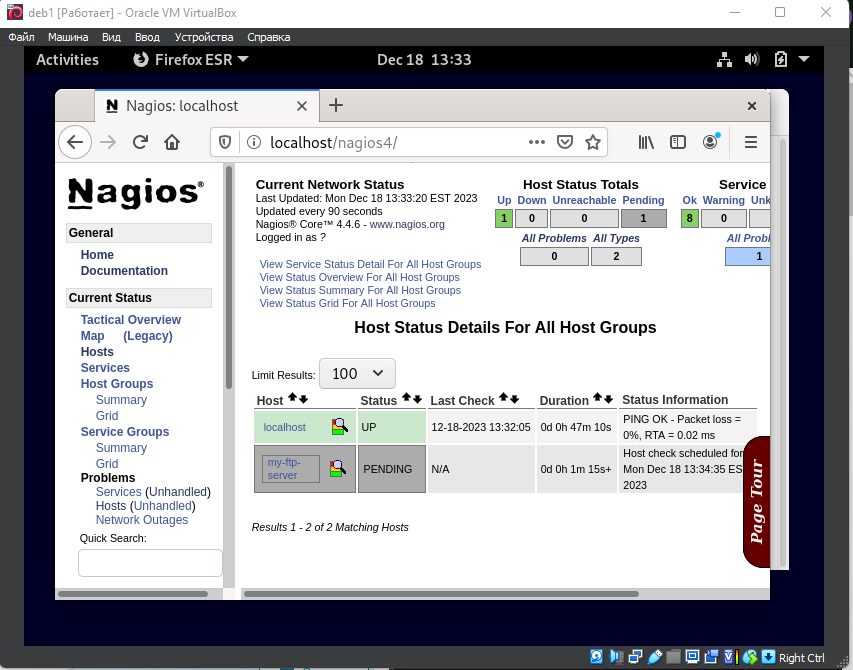 deb1 [Работает] - Oracle VM VirtualBox
Файл Машина Вид Ввод Устройства Справка
Activities Firefox ESR Dec 18 13:33
Nagios: localhost
localhost/nagios4/
Nagios®
General
Home
Documentation
Current Status
Tactical Overview
Map (Legacy)
Hosts
Services
Host Groups
Summary
Grid
Service Groups
Summary
Grid
Problems
Services (Unhandled)
Hosts (Unhandled)
Network Outages
Quick Search:
Current Network Status
Last Updated: Mon Dec 18 13:33:20 EST 2023
Updated every 90 seconds
Nagios® Core™ 4.4.6 - www.nagios.org
Logged in as ?
View Service Status Detail For All Host Groups
View Status Overview For All Host Groups
View Status Summary For All Host Groups
View Status Grid For All Host Groups
Host Status Totals
Up Down Unreachable Pending
1 0 0 1
All Problems All Types
0 2
Service
Ok Warning Unk
8 0
All Probl
1
Host Status Details For All Host Groups
Limit Results: 100
Host Status Last Check Duration Status Information
localhost UP 12-18-2023 13:32:05 0d 0h 47m 10s PING OK - Packet loss =
0%, RTA = 0.02 ms
my-ftp-
server PENDING N/A 0d 0h 1m 15s+ Host check scheduled for
Mon Dec 18 13:34:35 ES
2023
Results 1 - 2 of 2 Matching Hosts
Page Tour
Right Ctrl